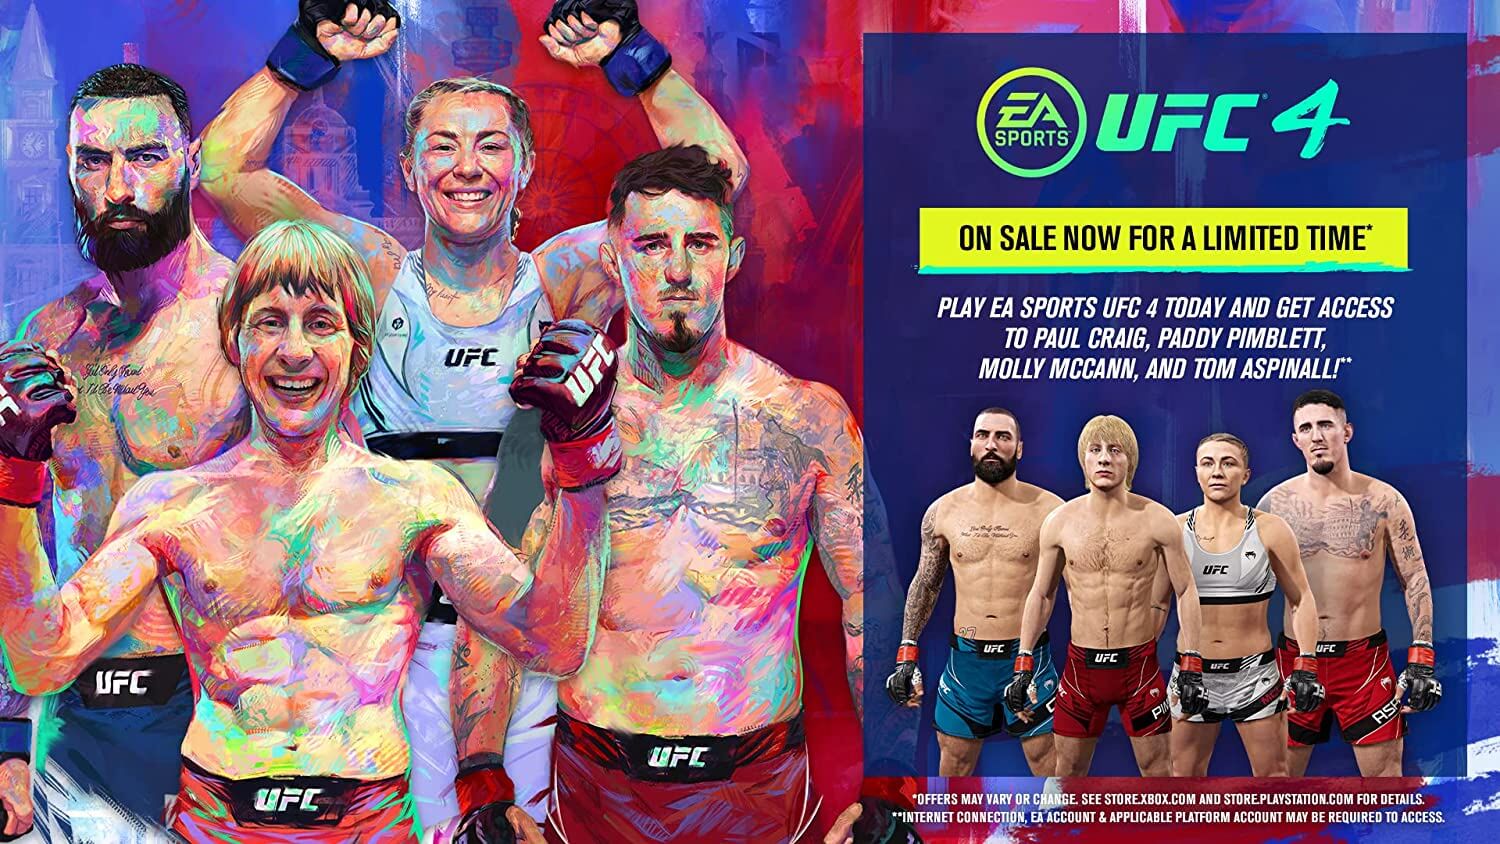 EA
SPORTS
UFC 4
ON SALE NOW FOR A LIMITED TIME*
PLAY EA SPORTS UFC 4 TODAY AND GET ACCESS
TO PAUL CRAIG, PADDY PIMBLETT,
MOLLY MCCANN, AND TOM ASPINALL!**
*OFFERS MAY VARY OR CHANGE. SEE STORE.XBOX.COM AND STORE.PLAYSTATION.COM FOR DETAILS.
**INTERNET CONNECTION, EA ACCOUNT & APPLICABLE PLATFORM ACCOUNT MAY BE REQUIRED TO ACCESS.
UFC
UFC
UFC
UFC
UFC
UFC
UFC
UFC
UFC
UFC